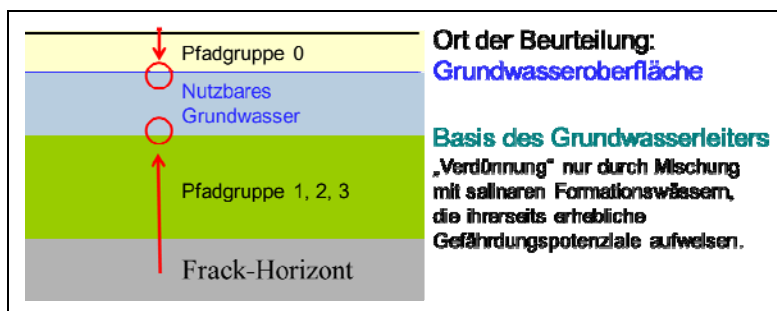 Pfadgruppe 0
Nutzbares
Grundwasser
Pfadgruppe 1, 2, 3
Frack-Horizont
Ort der Beurteilung:
Grundwasseroberfläche
Basis des Grundwasserleiters
„Verdünnung“ nur durch Mischung
mit salinaren Formationswässern,
die ihrerseits erhebliche
Gefährdungspotenziale aufweisen.